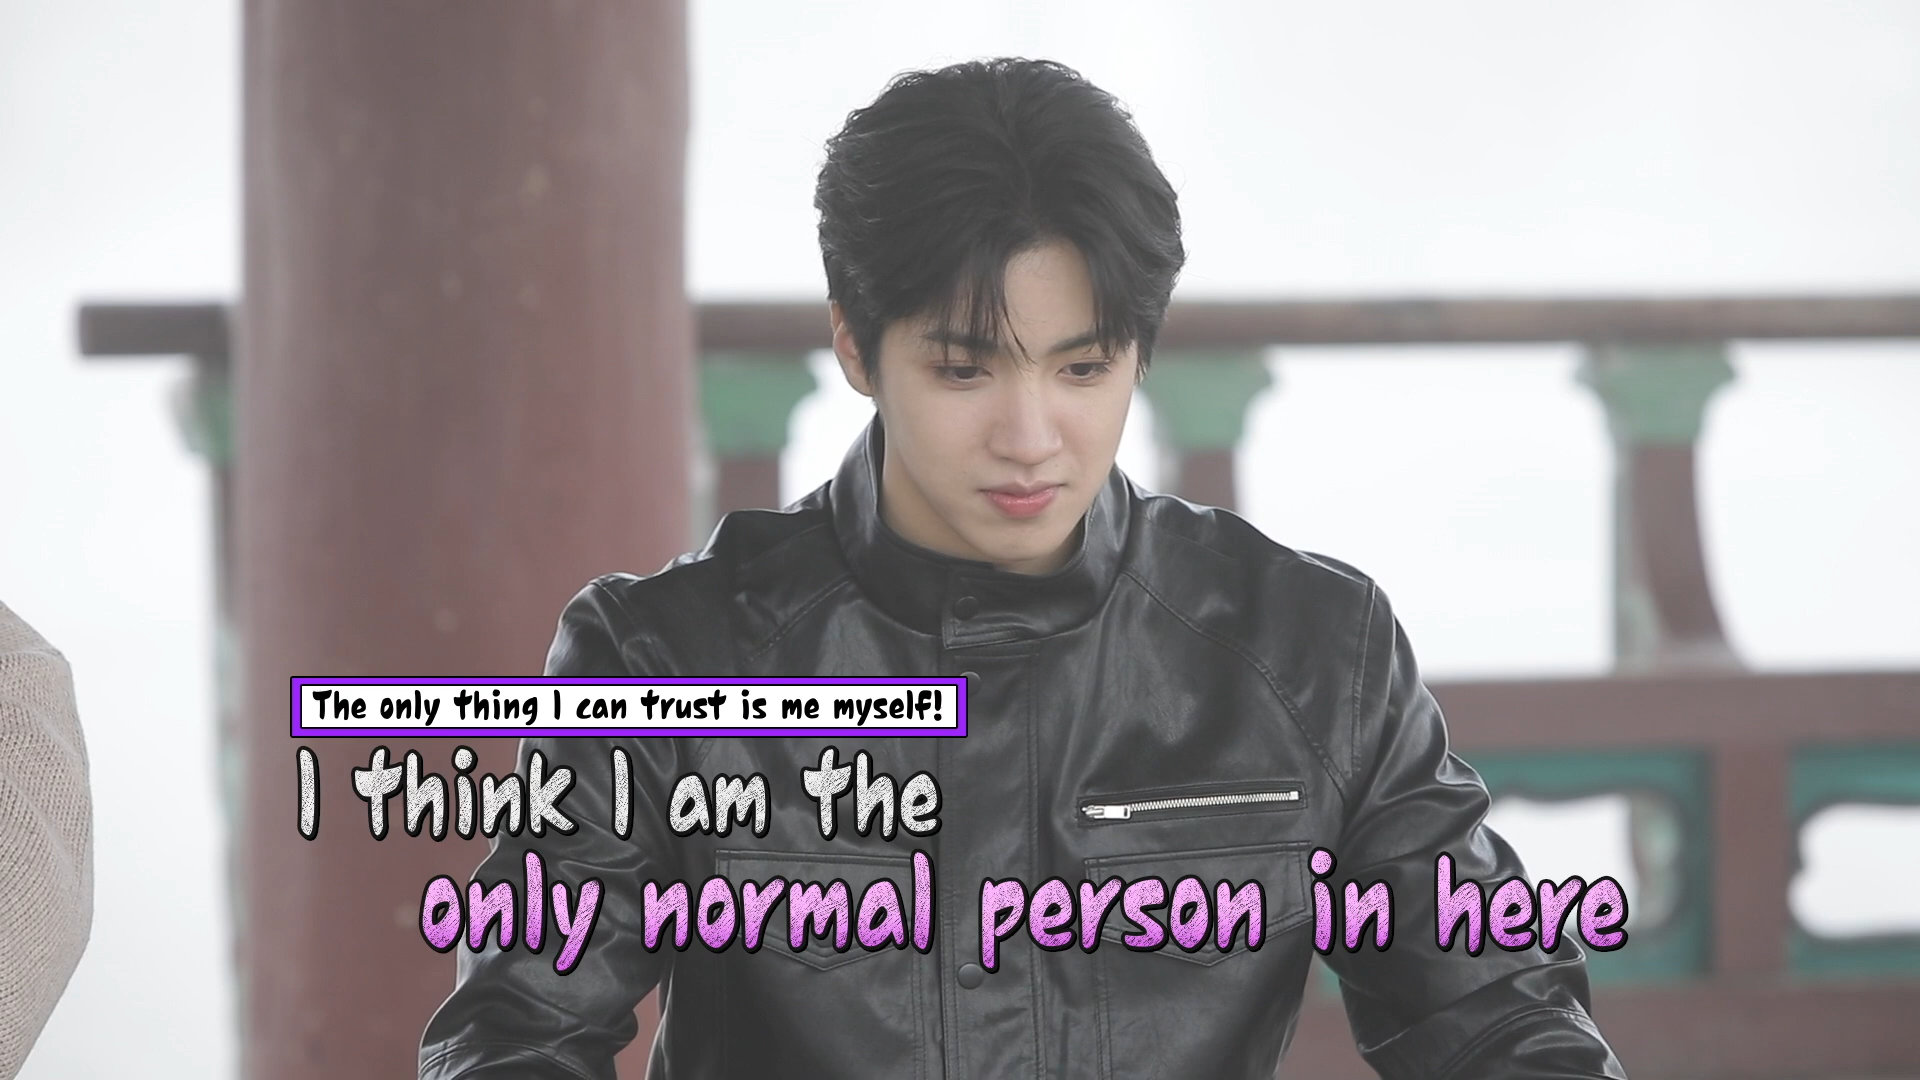 The only thing I can trust is me myself!
I think I am the
only normal person in here